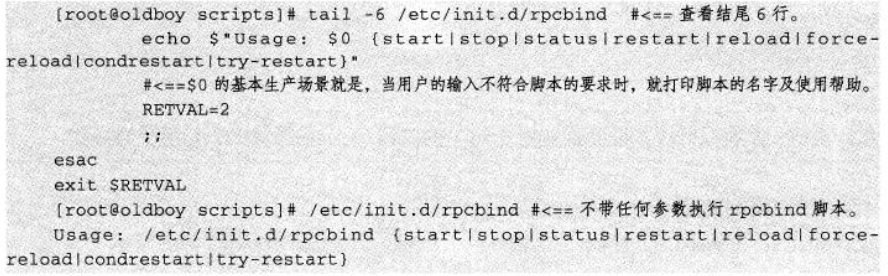 [root@oldboy scripts]# tail -6 /etc/init.d/rpcbind  #<== 查看结尾 6 行。
echo $"Usage: $0 {start|stop|status|restart|reload|force-
reload|condrestart|try-restart}"
#<==$0 的基本生产场景就是，当用户的输入不符合脚本的要求时，就打印脚本的名字及使用帮助。
RETVAL=2
;;
esac
exit $RETVAL
[root@oldboy scripts]# /etc/init.d/rpcbind #<== 不带任何参数执行 rpcbind 脚本。
Usage: /etc/init.d/rpcbind {start|stop|status|restart|reload|force-
reload|condrestart|try-restart}